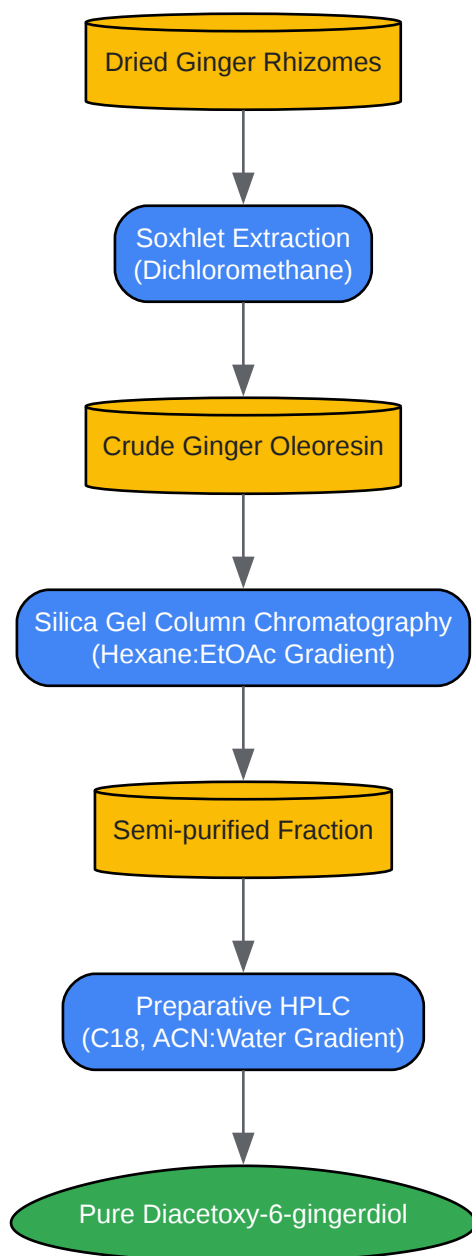 Dried Ginger Rhizomes
Soxhlet Extraction
(Dichloromethane)
Crude Ginger Oleoresin
Silica Gel Column Chromatography
(Hexane:EtOAc Gradient)
Semi-purified Fraction
Preparative HPLC
(C18, ACN:Water Gradient)
Pure Diacetoxy-6-gingerdiol